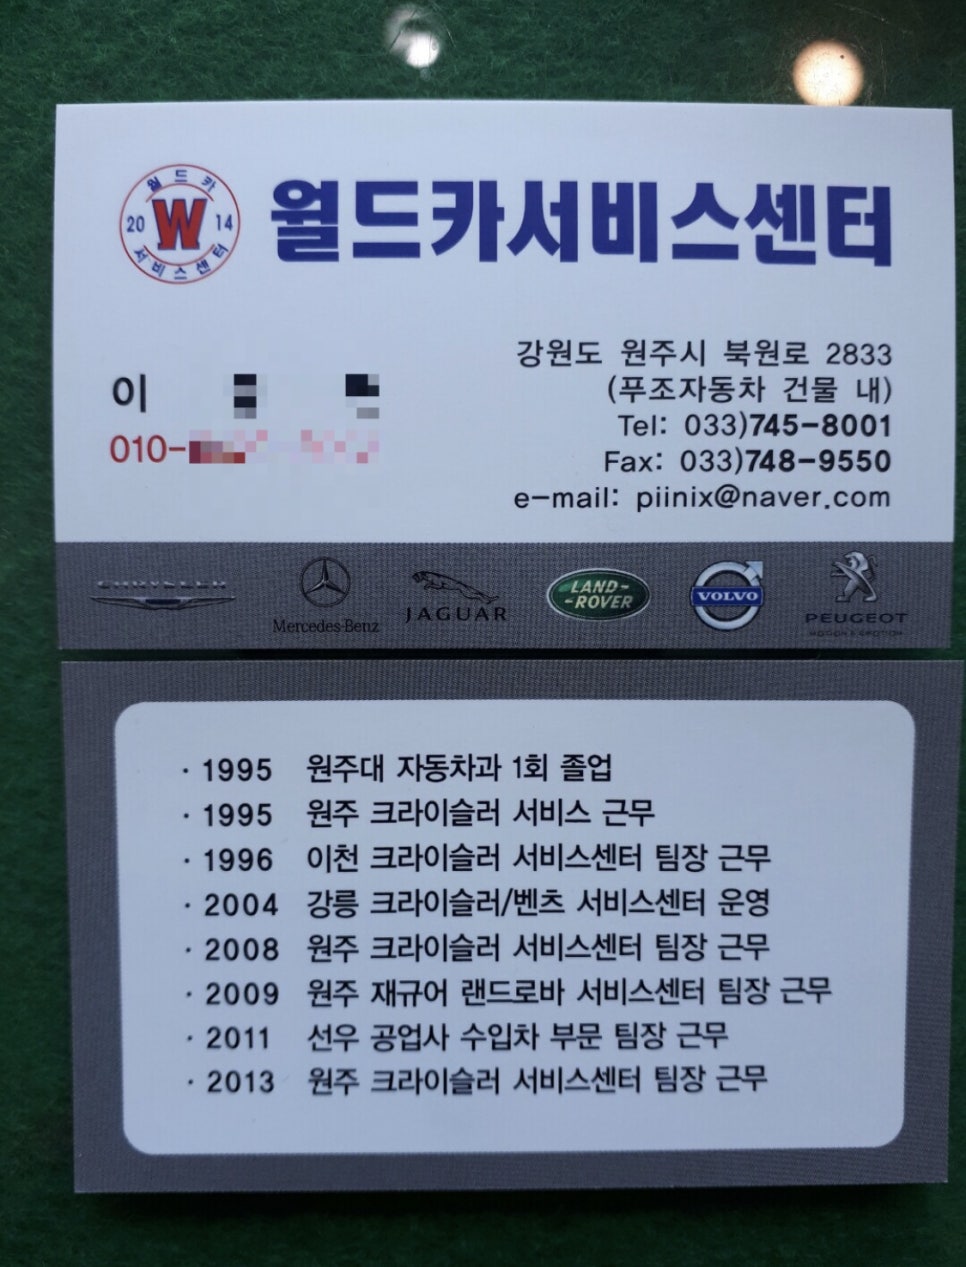 월드카
20 W 14
서비스센터
월드카서비스센터
이
010-
강원도 원주시 북원로 2833
(푸조자동차 건물 내)
Tel: 033)745-8001
Fax: 033)748-9550
e-mail: piinix@naver.com
CHRYSLER
Mercedes-Benz
JAGUAR
LAND-
-ROVER
VOLVO
PEUGEOT
MOTION & EMOTION
· 1995 원주대 자동차과 1회 졸업
· 1995 원주 크라이슬러 서비스 근무
· 1996 이천 크라이슬러 서비스센터 팀장 근무
· 2004 강릉 크라이슬러/벤츠 서비스센터 운영
· 2008 원주 크라이슬러 서비스센터 팀장 근무
· 2009 원주 재규어 랜드로바 서비스센터 팀장 근무
· 2011 선우 공업사 수입차 부문 팀장 근무
· 2013 원주 크라이슬러 서비스센터 팀장 근무